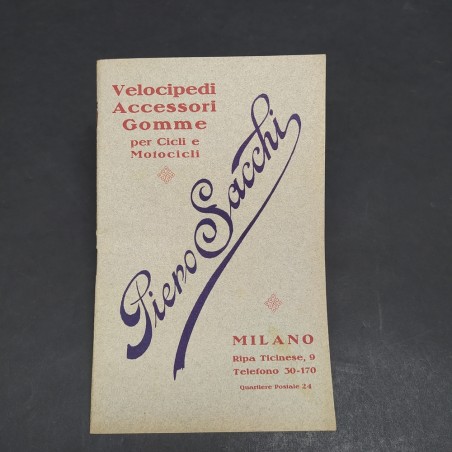 Velocipedi
Accessori
Gomme
per Cicli e
Motocicli
Piero Sacchi
MILANO
Ripa Ticinese, 9
Telefono 30-170
Quartiere Postale 24